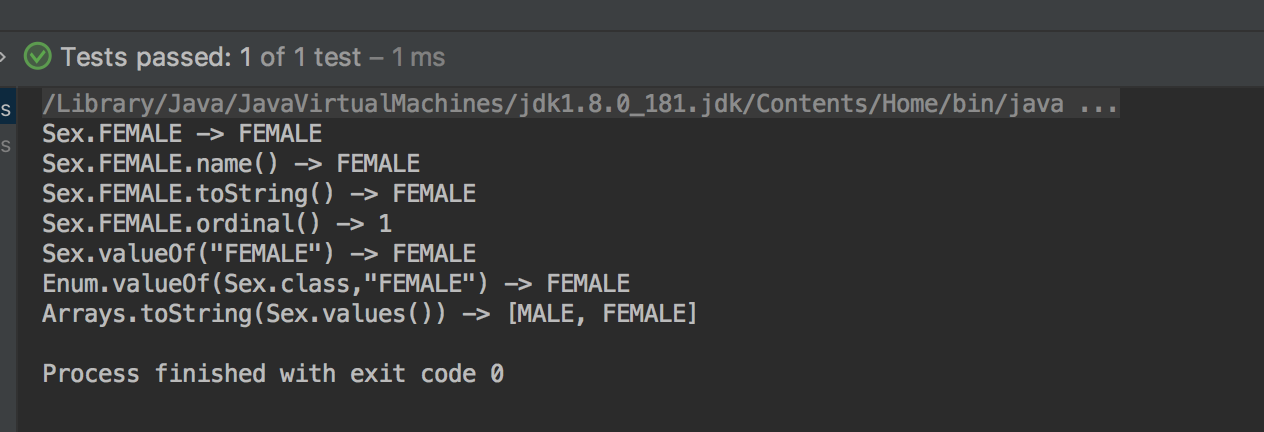 Tests passed: 1 of 1 test – 1 ms
/Library/Java/JavaVirtualMachines/jdk1.8.0_181.jdk/Contents/Home/bin/java ...
s
Sex.FEMALE -> FEMALE
s
Sex.FEMALE.name() -> FEMALE
Sex.FEMALE.toString() -> FEMALE
Sex.FEMALE.ordinal() -> 1
Sex.valueOf("FEMALE") -> FEMALE
Enum.valueOf(Sex.class,"FEMALE") -> FEMALE
Arrays.toString(Sex.values()) -> [MALE, FEMALE]
Process finished with exit code 0